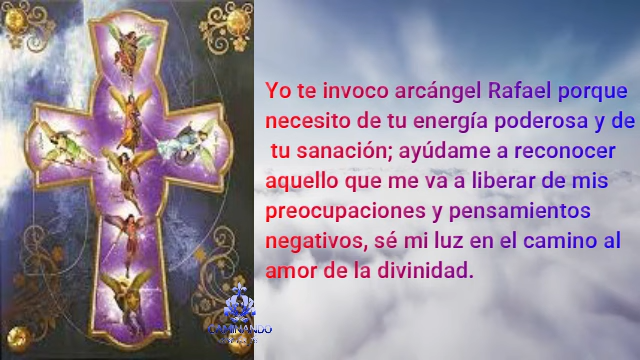 Yo te invoco arcángel Rafael porque
necesito de tu energía poderosa y de
tu sanación; ayúdame a reconocer
aquello que me va a liberar de mis
preocupaciones y pensamientos
negativos, sé mi luz en el camino al
amor de la divinidad.
CAMINANDO